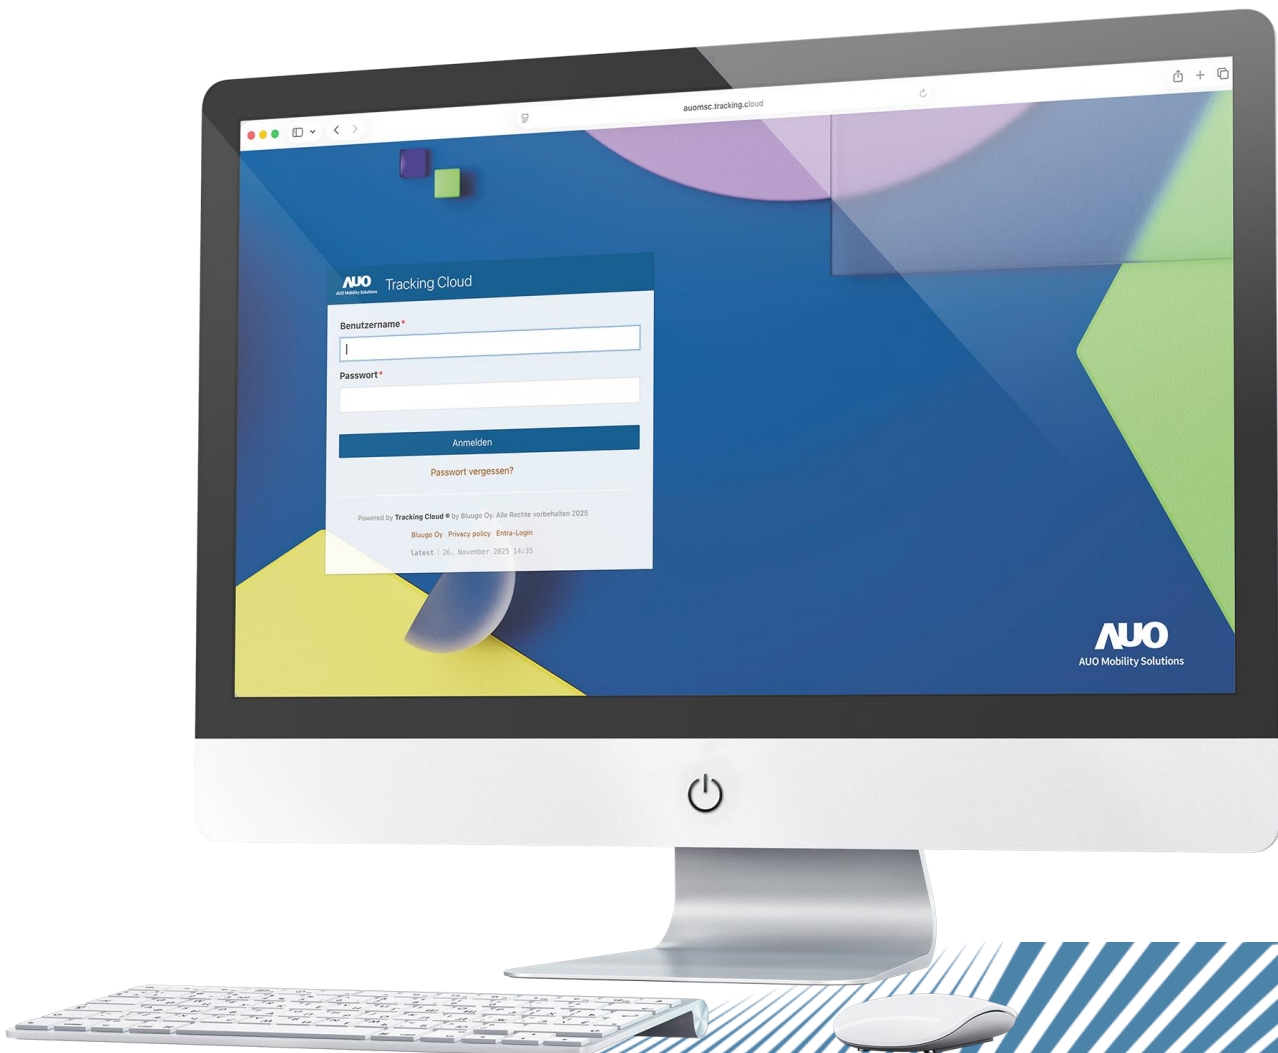 auomsc.tracking.cloud
AUO
AUO Mobility Solutions
Tracking Cloud
Benutzername*
Passwort*
Anmelden
Passwort vergessen?
Powered by Tracking Cloud ® by Bluugo Oy. Alle Rechte vorbehalten 2025
Bluugo Oy Privacy policy Entra-Login
latest | 26. November 2025 14:35
AUO
AUO Mobility Solutions